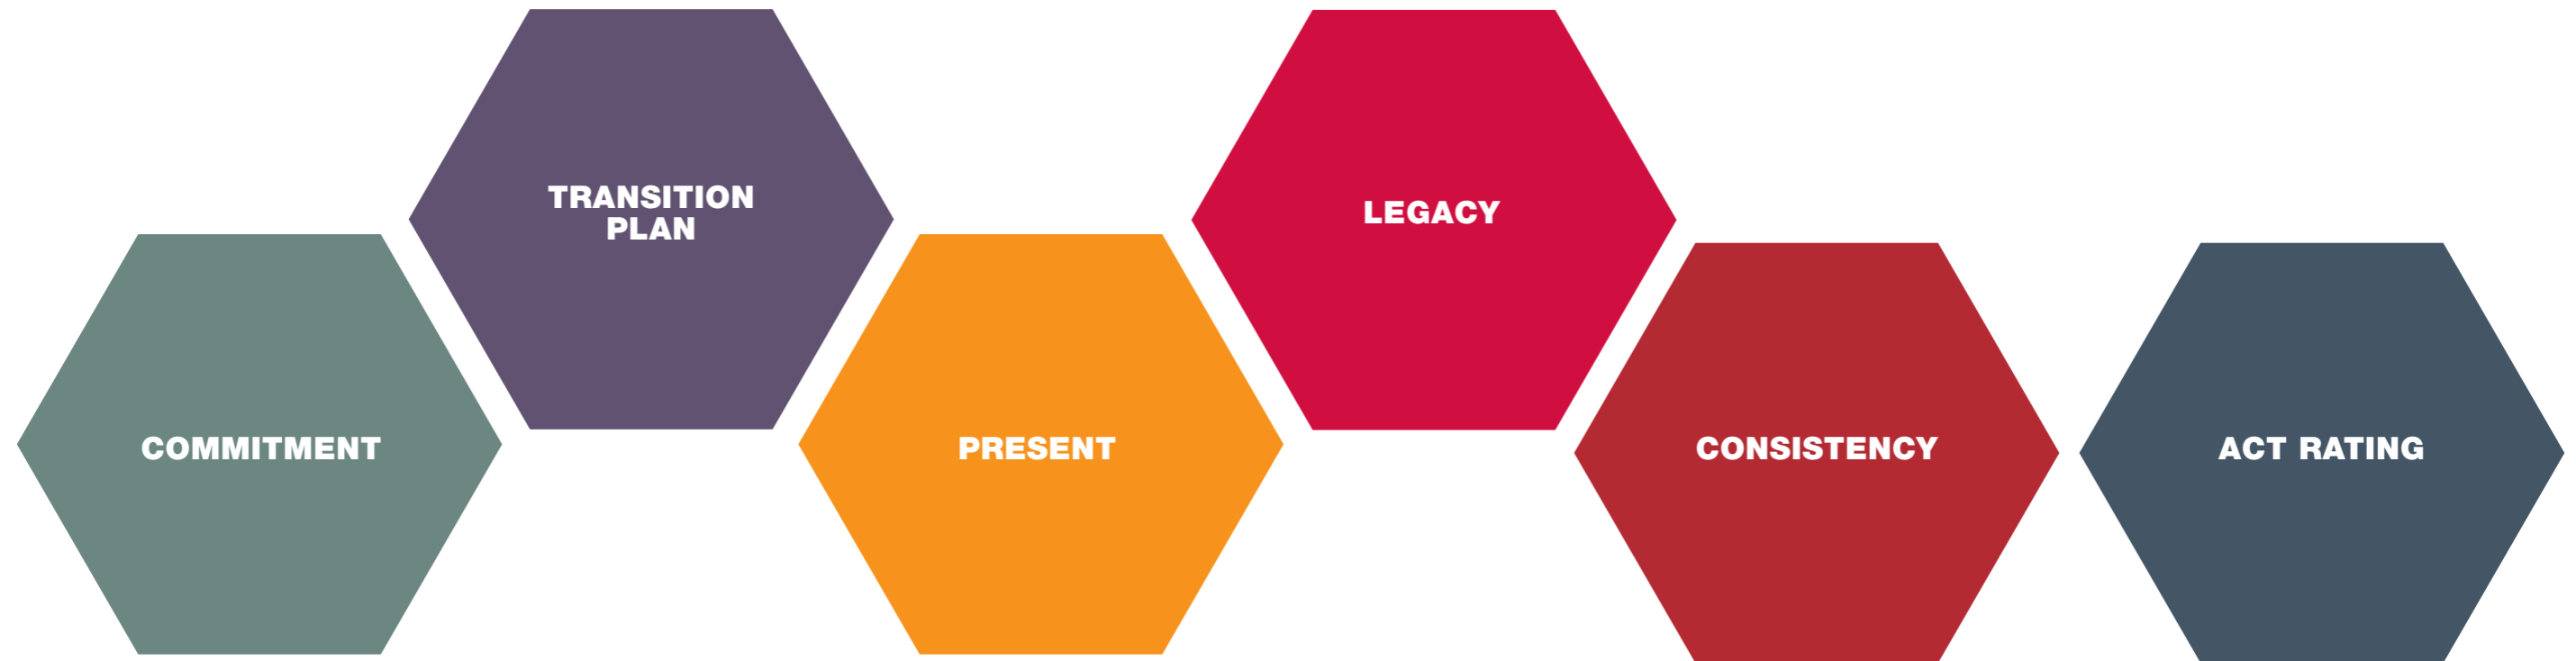 COMMITMENT
TRANSITION
PLAN
PRESENT
LEGACY
CONSISTENCY
ACT RATING